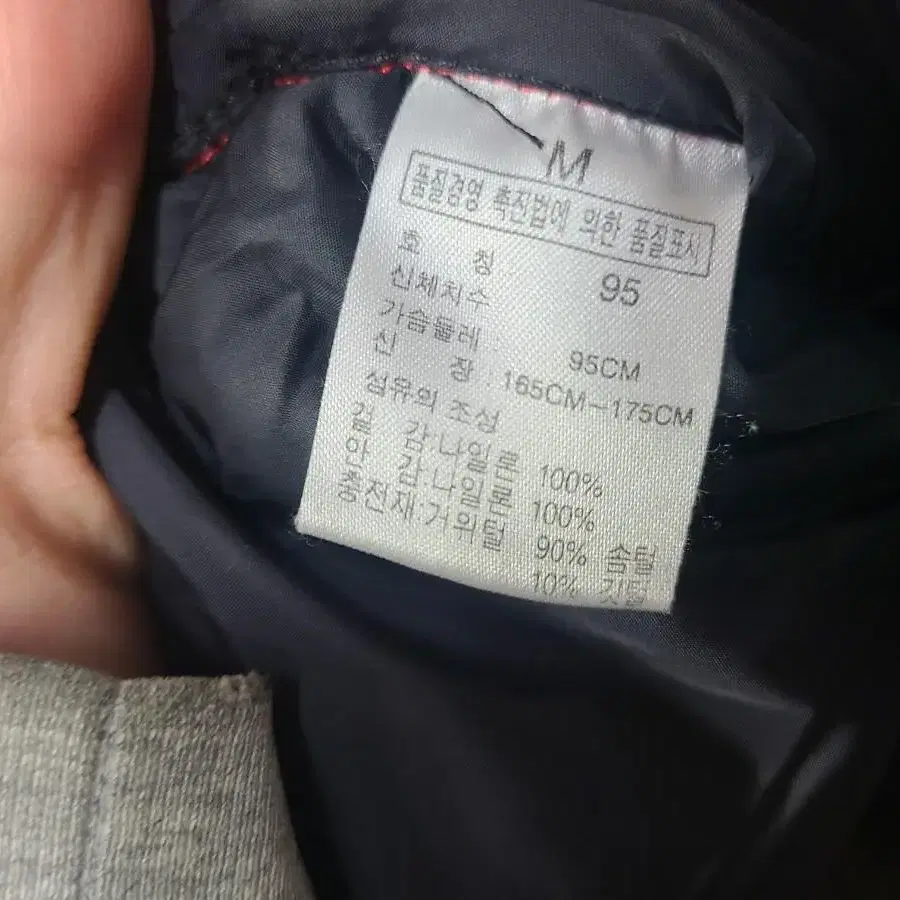 M
품질경영 촉진법에 의한 품질표시
호 칭 95
신체치수
가슴둘레 : 95CM
신 장 : 165CM-175CM
섬유의 조성
겉 감:나일론 100%
안 감:나일론 100%
충전재:거위털 90% 솜털
10% 깃털